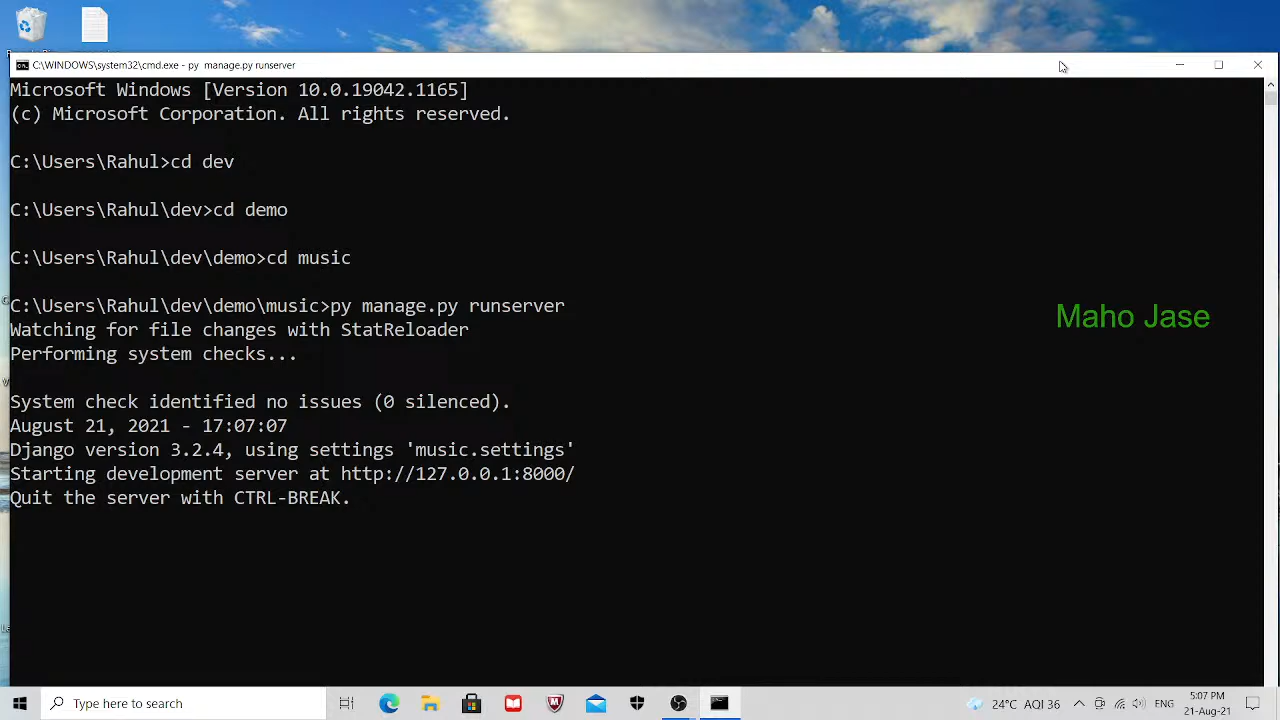 C:\WINDOWS\system32\cmd.exe - py manage.py runserver
Microsoft Windows [Version 10.0.19042.1165]
(c) Microsoft Corporation. All rights reserved.
C:\Users\Rahul>cd dev
C:\Users\Rahul\dev>cd demo
C:\Users\Rahul\dev\demo>cd music
C:\Users\Rahul\dev\demo\music>py manage.py runserver
Watching for file changes with StatReloader
Performing system checks...
System check identified no issues (0 silenced).
August 21, 2021 - 17:07:07
Django version 3.2.4, using settings 'music.settings'
Starting development server at http://127.0.0.1:8000/
Quit the server with CTRL-BREAK.
Maho Jase
Type here to search
24°C AQI 36
ENG
5:07 PM
21-Aug-21